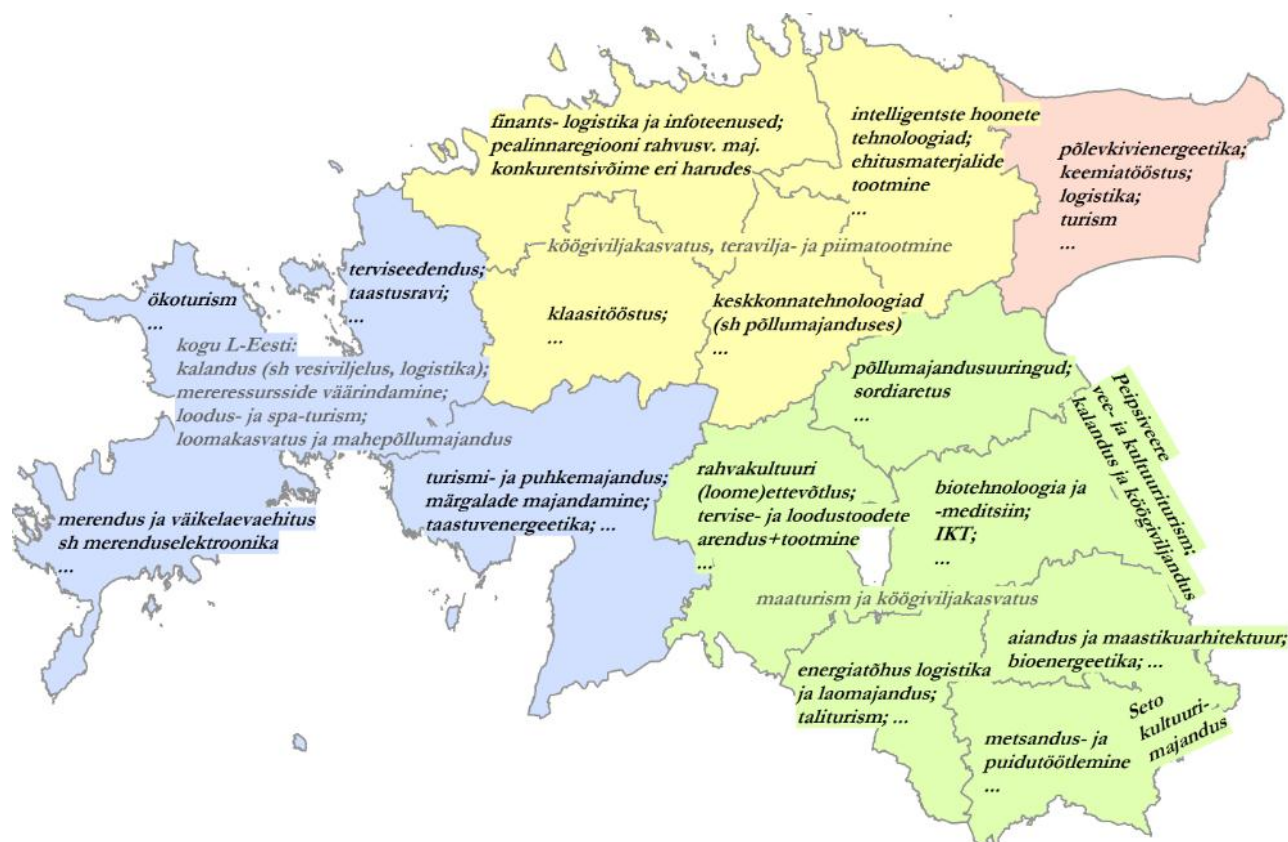 finants- logistika ja infoteenused;
pealinnaregiooni rahvusv. maj.
konkurentsivõime eri harudes
intelligentste hoonete
tehnoloogiad;
ehitusmaterjalide
tootmine
...
põlevkivienergeetika;
keemiatööstus;
logistika;
turism
...
köögiviljakasvatus, teravilja- ja piimatootmine
terviseedendus;
taastusravi;
...
ökoturism
...
klaasitööstus;
...
keskkonnatehnoloogiad
(sh põllumajanduses)
...
kogu L-Eesti:
kalandus (sh vesiviljelus, logistika);
mereressursside väärindamine;
loodus- ja spa-turism;
loomakasvatus ja mahepõllumajandus
põllumajandusuuringud;
sordiaretus
...
Peipsiveere
vee- ja kultuuriturism;
kalandus ja köögiviljandus
turismi- ja puhkemajandus;
märgalade majandamine;
taastuvenergeetika; ...
rahvakultuuri
(loome)ettevõtlus;
tervise- ja loodustoodete
arendus+tootmine
...
biotehnoloogia ja
-meditsiin;
IKT;
...
merendus ja väikelaevaehitus
sh merenduselektroonika
...
maaturism ja köögiviljakasvatus
aiandus ja maastikuarhitektuur;
bioenergeetika; ...
energiatõhus logistika
ja laomajandus;
taliturism; ...
Seto
kultuuri-
majandus
metsandus- ja
puidutöötlemine
...